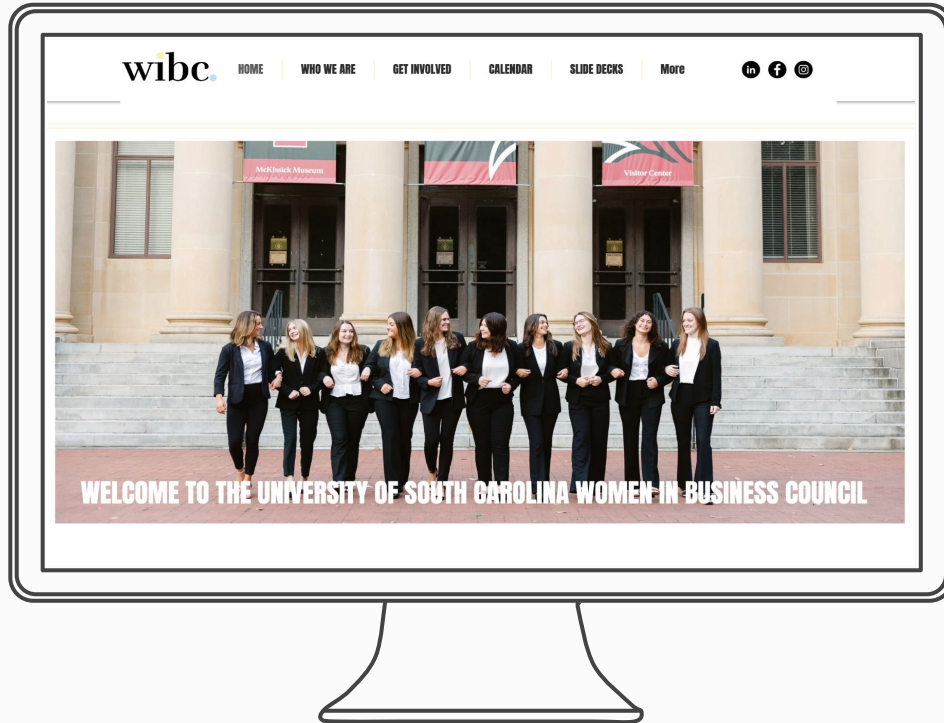 wibc.
HOME
WHO WE ARE
GET INVOLVED
CALENDAR
SLIDE DECKS
More
in f
McKissick Museum
Visitor Center
WELCOME TO THE UNIVERSITY OF SOUTH CAROLINA WOMEN IN BUSINESS COUNCIL